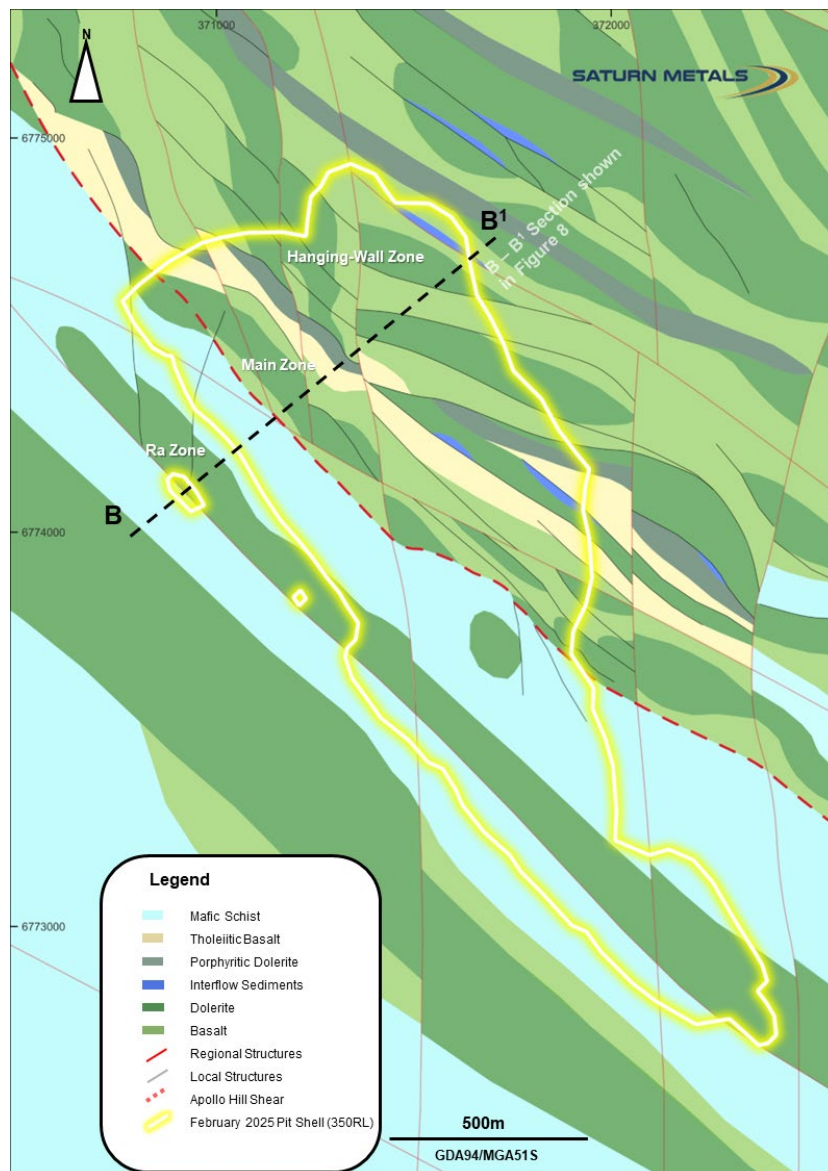 371000
372000
N
SATURN METALS
6775000
B – B¹ Section shown
in Figure 8
B¹
Hanging-Wall Zone
Main Zone
Ra Zone
B
6774000
6773000
Legend
Mafic Schist
Tholeiitic Basalt
Porphyritic Dolerite
Interflow Sediments
Dolerite
Basalt
Regional Structures
Local Structures
Apollo Hill Shear
February 2025 Pit Shell (350RL)
500m
GDA94/MGA51S